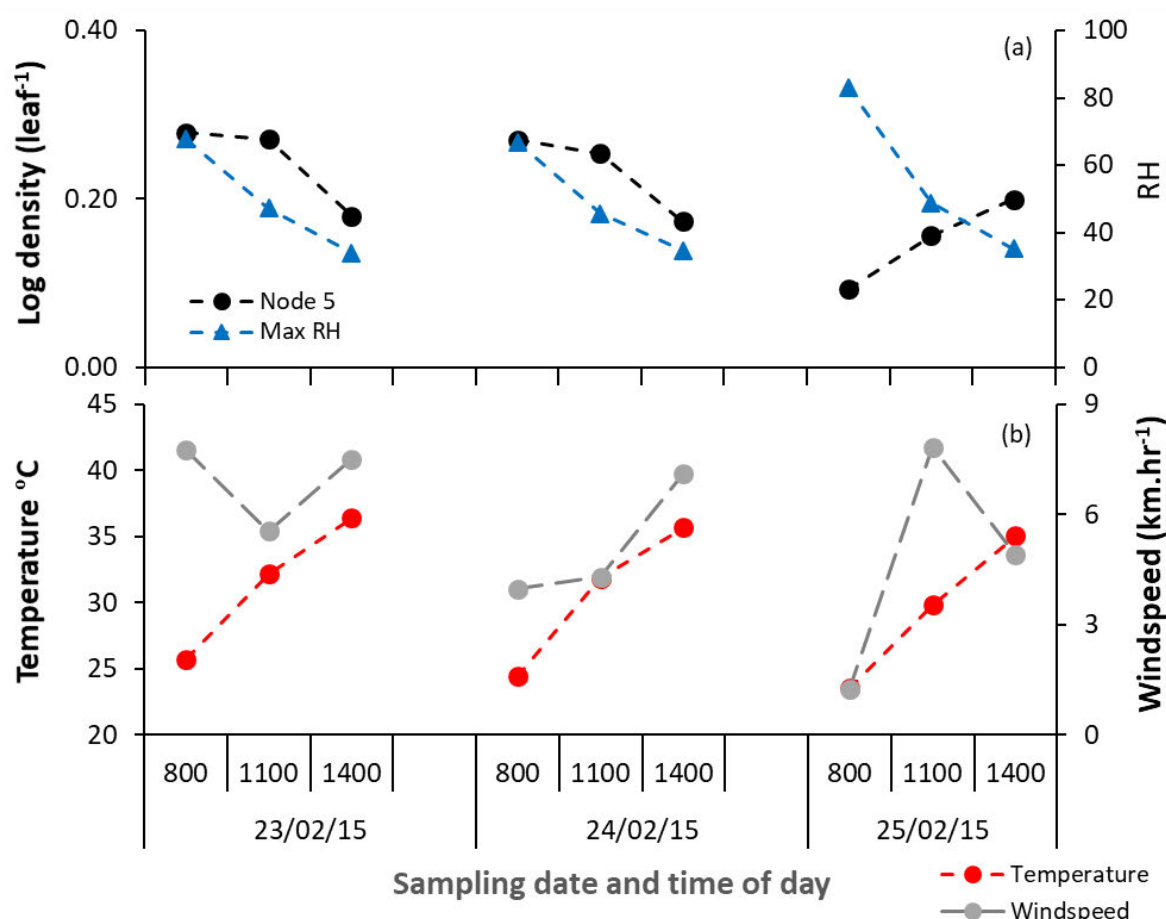 0.40
0.20
0.00
Log density (leaf-1)
(a)
100
80
60
40
20
0
RH
Node 5
Max RH
45
40
35
30
25
20
Temperature °C
(b)
9
6
3
0
Windspeed (km.hr-1)
800 1100 1400 800 1100 1400 800 1100 1400
23/02/15 24/02/15 25/02/15
Sampling date and time of day
Temperature
Windspeed